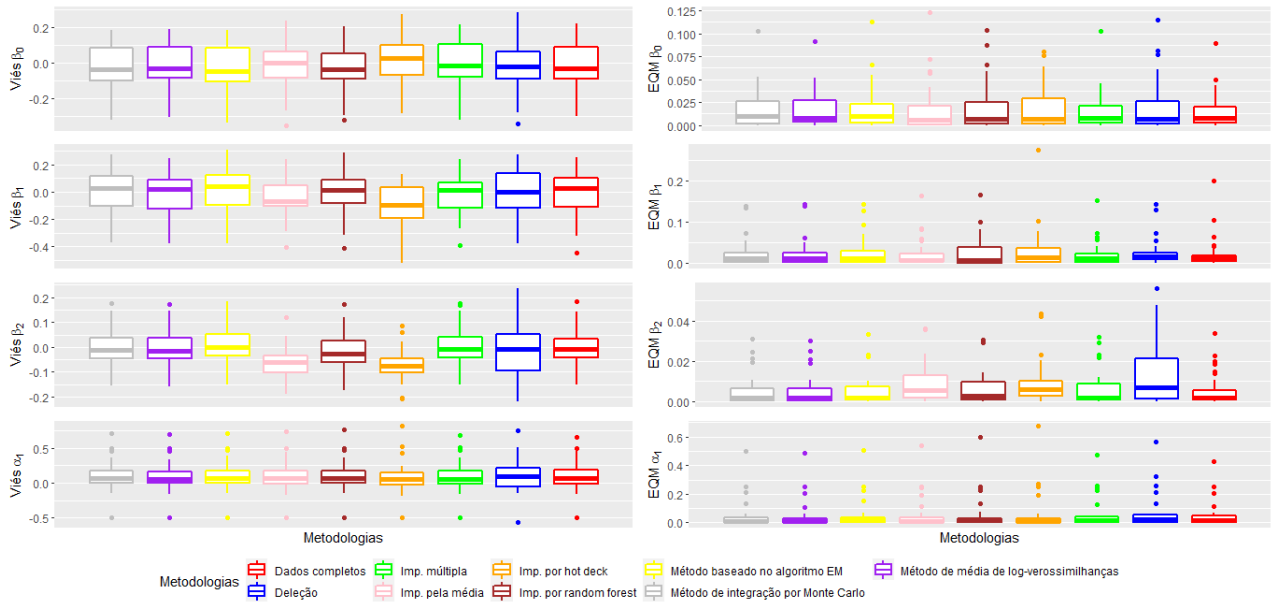 Viés β0
0.2
0.0
-0.2
EQM β0
0.125
0.100
0.075
0.050
0.025
0.000
Viés β1
0.2
0.0
-0.2
-0.4
EQM β1
0.2
0.1
0.0
Viés β2
0.2
0.1
0.0
-0.1
-0.2
EQM β2
0.04
0.02
0.00
Viés α1
0.5
0.0
-0.5
EQM α1
0.6
0.4
0.2
0.0
Metodologias
Metodologias
Metodologias
Dados completos
Deleção
Imp. múltipla
Imp. pela média
Imp. por hot deck
Imp. por random forest
Método baseado no algoritmo EM
Método de integração por Monte Carlo
Método de média de log-verossimilhanças